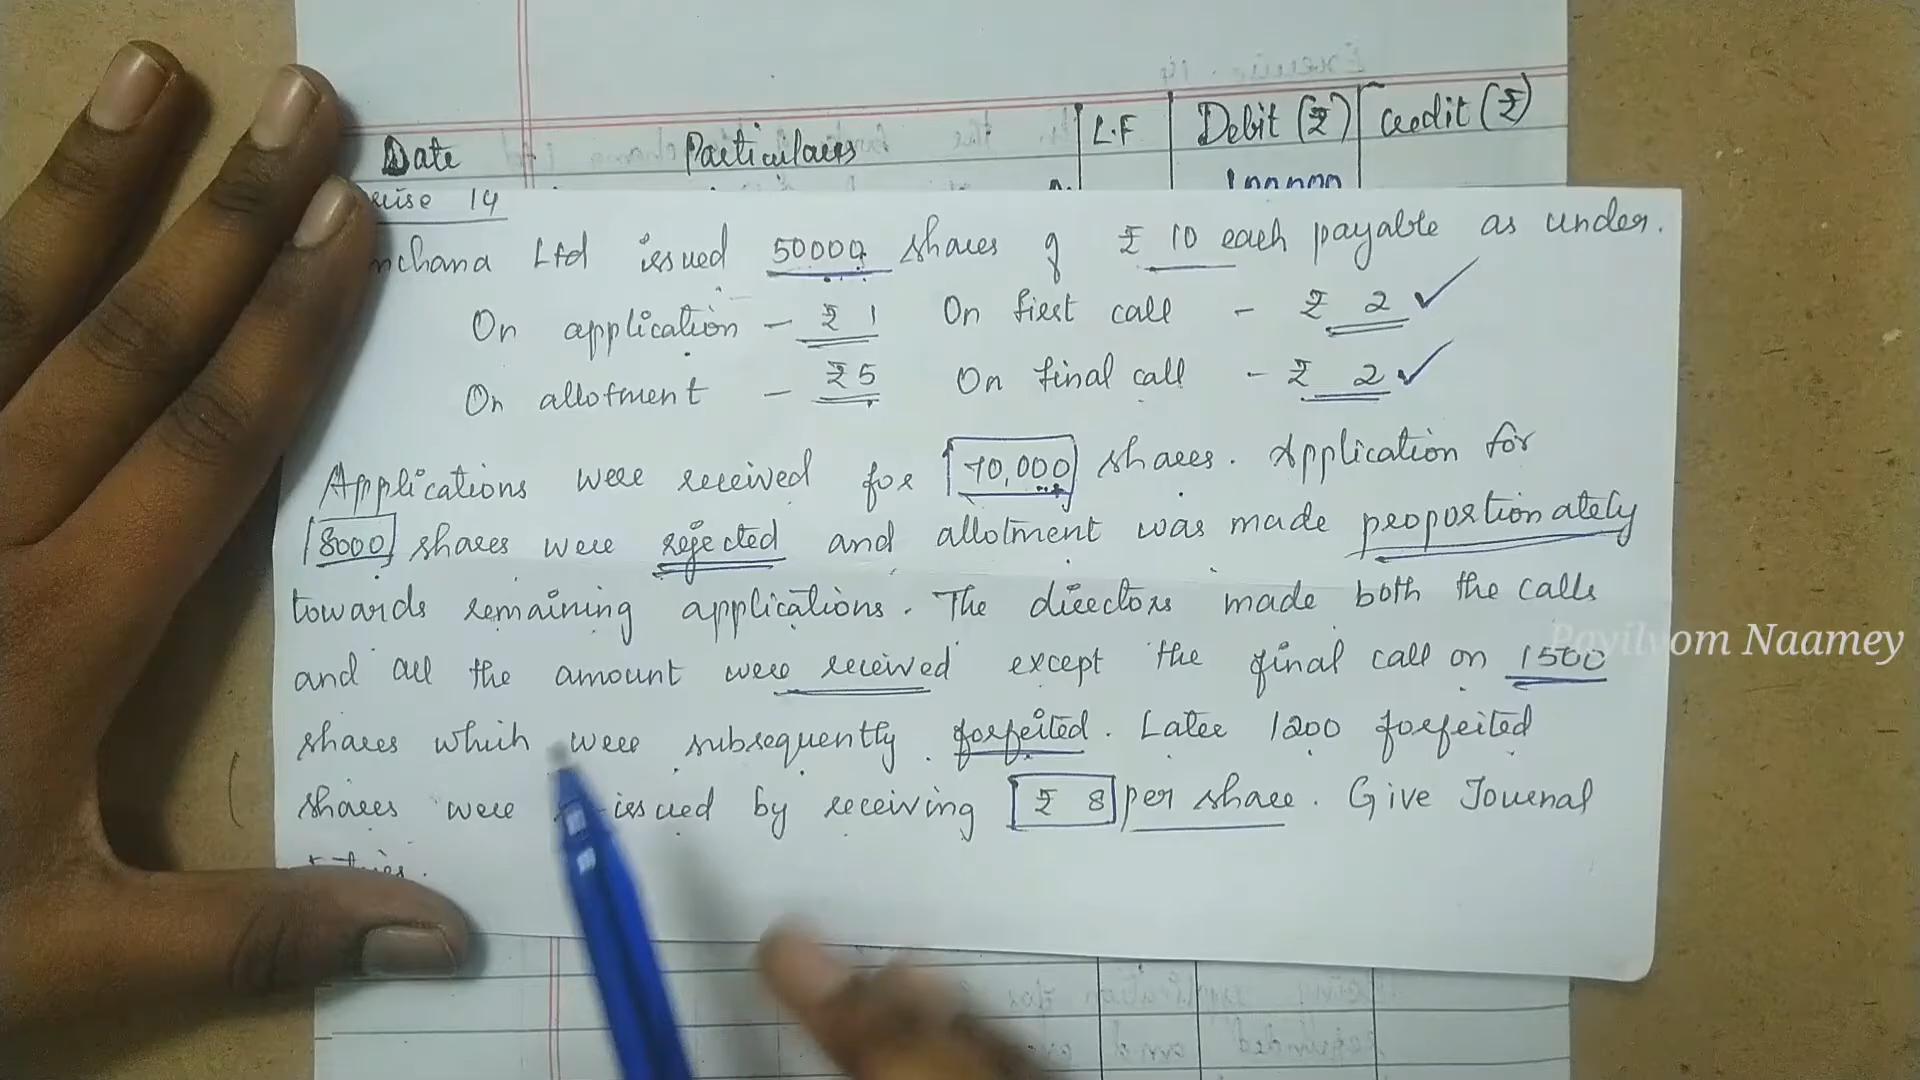 Date Particulars L.F Debit (₹) Credit (₹)
14
Ltd issued 50000 shares of ₹ 10 each payable as under.
On application - ₹ 1 On first call - ₹ 2 ✓
On allotment - ₹5 On final call - ₹ 2 ✓
Applications were received for 70,000 shares. Application for
8000 shares were rejected and allotment was made proportionately
towards remaining applications. The directors made both the calls
and all the amount were received except the final call on 1500
shares which were subsequently forfeited. Later 1200 forfeited
shares were issued by receiving ₹ 8 per share. Give Journal
Naamey